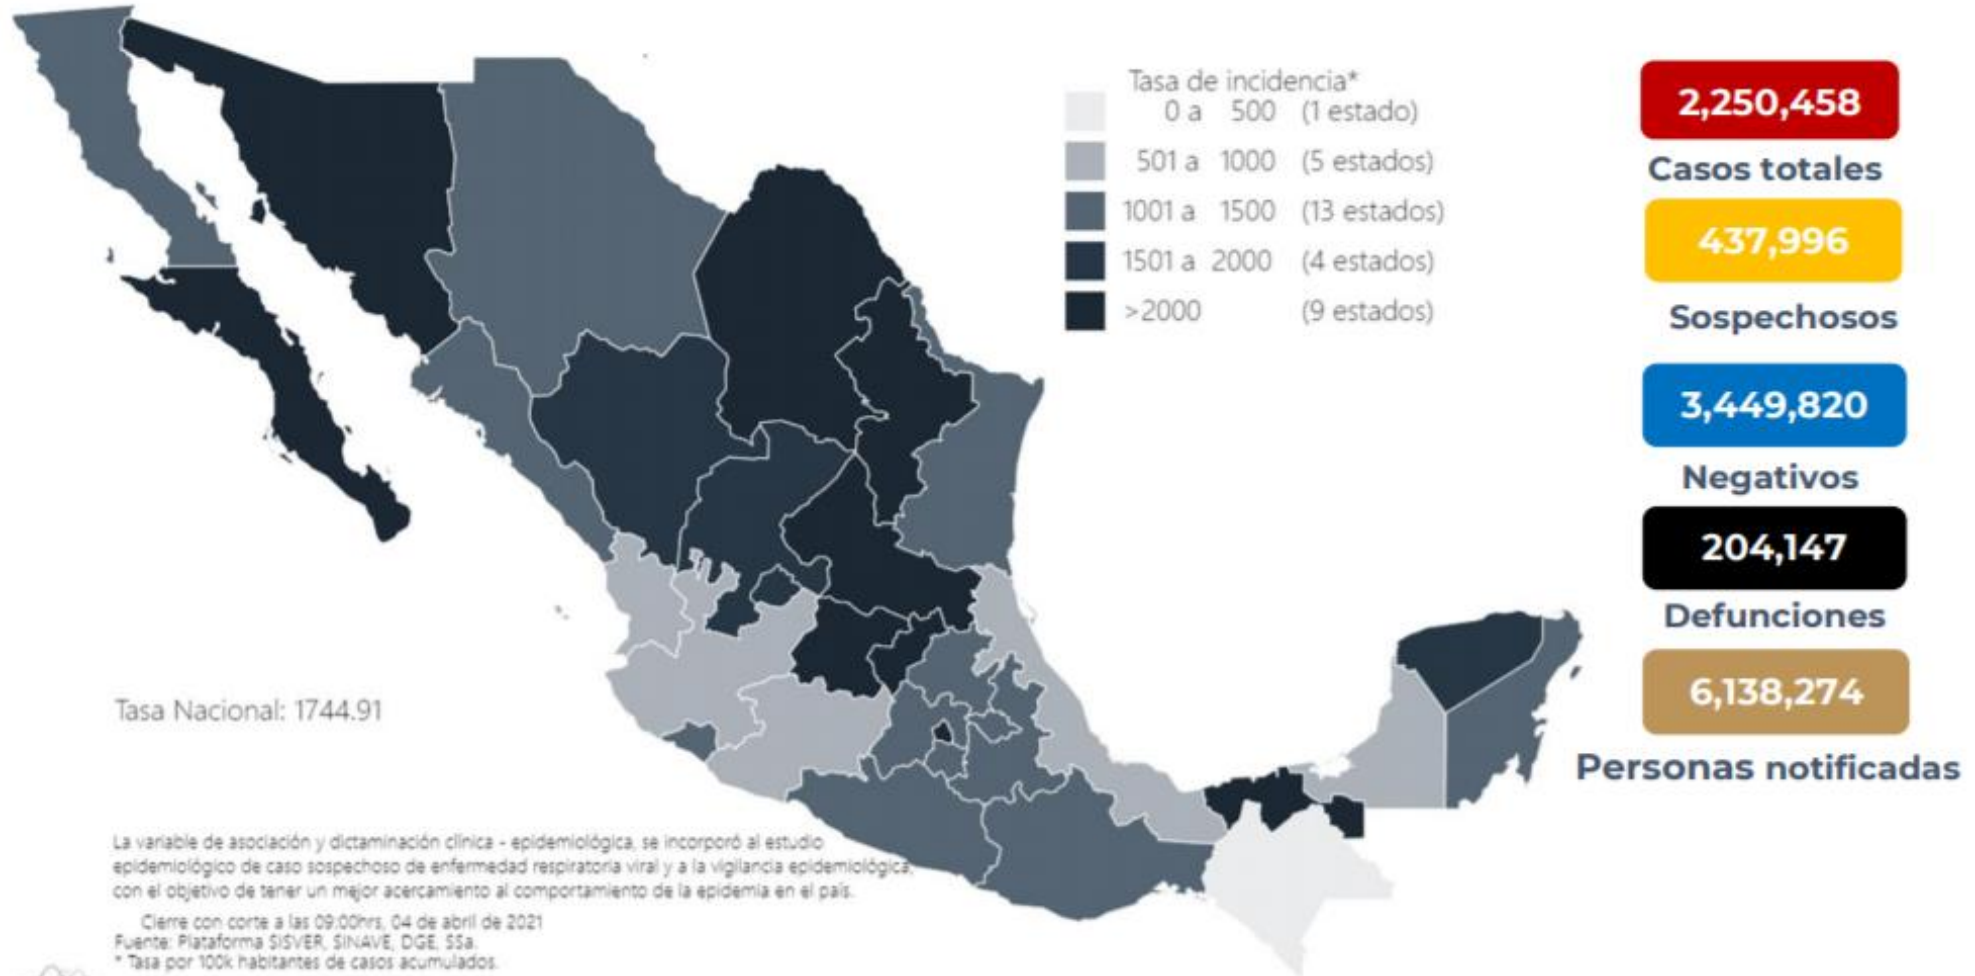 Tasa de incidencia*
0 a 500 (1 estado)
501 a 1000 (5 estados)
1001 a 1500 (13 estados)
1501 a 2000 (4 estados)
>2000 (9 estados)
2,250,458
Casos totales
437,996
Sospechosos
3,449,820
Negativos
204,147
Defunciones
6,138,274
Personas notificadas
Tasa Nacional: 1744.91
La variable de asociación y dictaminación clínica - epidemiológica, se incorporó al estudio
epidemiológico de caso sospechoso de enfermedad respiratoria viral y a la vigilancia epidemiológica,
con el objetivo de tener un mejor acercamiento al comportamiento de la epidemia en el país.
Cierre con corte a las 09:00hrs, 04 de abril de 2021
Fuente: Plataforma SISVER, SINAVE, DGE, SSa.
* Tasa por 100k habitantes de casos acumulados.